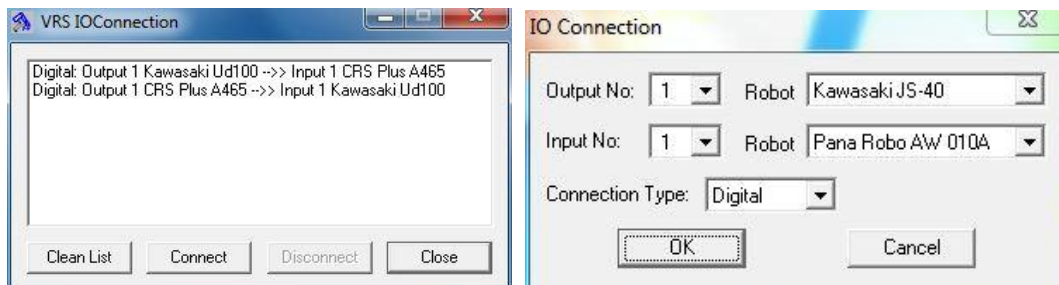 VRS IOConnection
Digital: Output 1 Kawasaki Ud100 -->> Input 1 CRS Plus A465
Digital: Output 1 CRS Plus A465 -->> Input 1 Kawasaki Ud100
Clean List Connect Disconnect Close
IO Connection
Output No: 1 Robot Kawasaki JS-40
Input No: 1 Robot Pana Robo AW 010A
Connection Type: Digital
OK Cancel